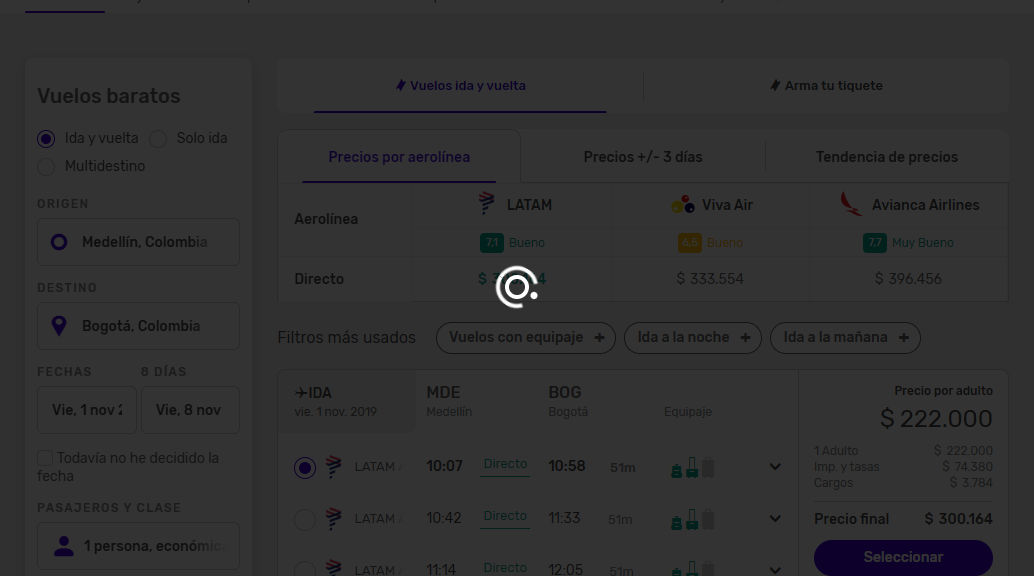 Vuelos baratos
Ida y vuelta
Solo ida
Multidestino
ORIGEN
Medellín, Colombia
DESTINO
Bogotá, Colombia
FECHAS
8 DÍAS
Vie, 1 nov 2
Vie, 8 nov
Todavía no he decidido la
fecha
PASAJEROS Y CLASE
1 persona, económic
Vuelos ida y vuelta
Arma tu tiquete
Precios por aerolínea
Precios +/- 3 días
Tendencia de precios
Aerolínea
LATAM
Viva Air
Avianca Airlines
7,1 Bueno
6,5 Bueno
7,7 Muy Bueno
Directo
$ 333.554
$ 396.456
Filtros más usados
Vuelos con equipaje +
Ida a la noche +
Ida a la mañana +
IDA
vie. 1 nov. 2019
MDE
Medellín
BOG
Bogotá
Equipaje
LATAM
10:07
Directo
10:58
51m
LATAM
10:42
Directo
11:33
51m
LATAM
11:14
Directo
12:05
51m
Precio por adulto
$ 222.000
1 Adulto $ 222.000
Imp. y tasas $ 74.380
Cargos $ 3.784
Precio final $ 300.164
Seleccionar